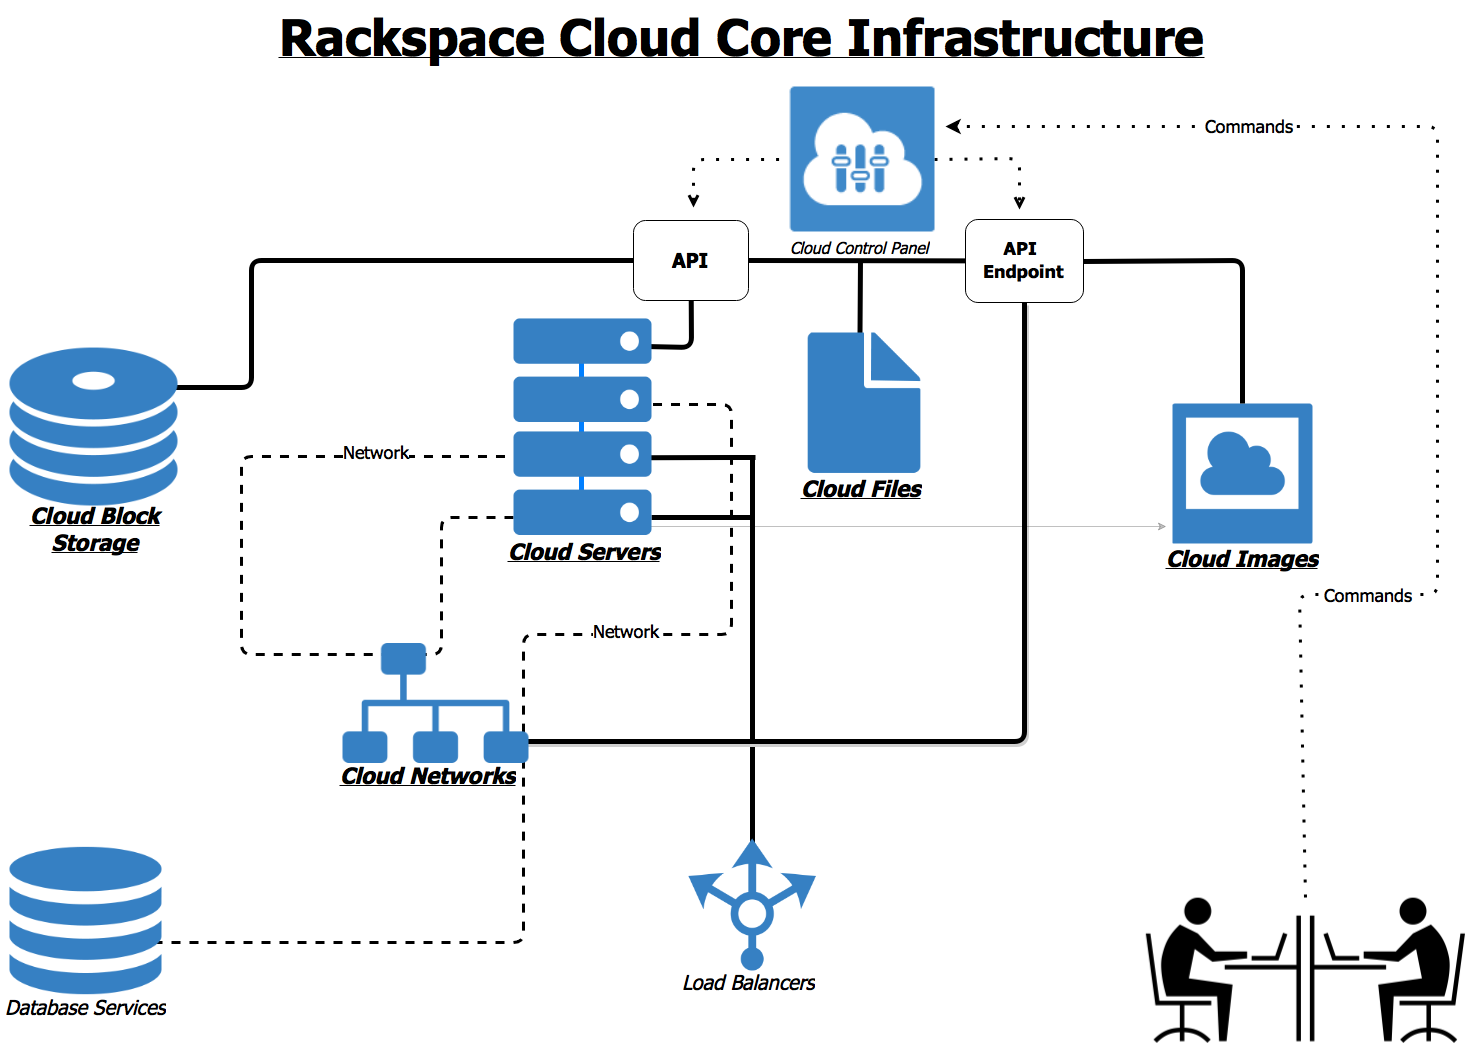 Rackspace Cloud Core Infrastructure
Commands
Cloud Control Panel
API
API
Endpoint
Network
Cloud Files
Cloud Block
Storage
Cloud Servers
Cloud Images
Commands
Network
Cloud Networks
Load Balancers
Database Services